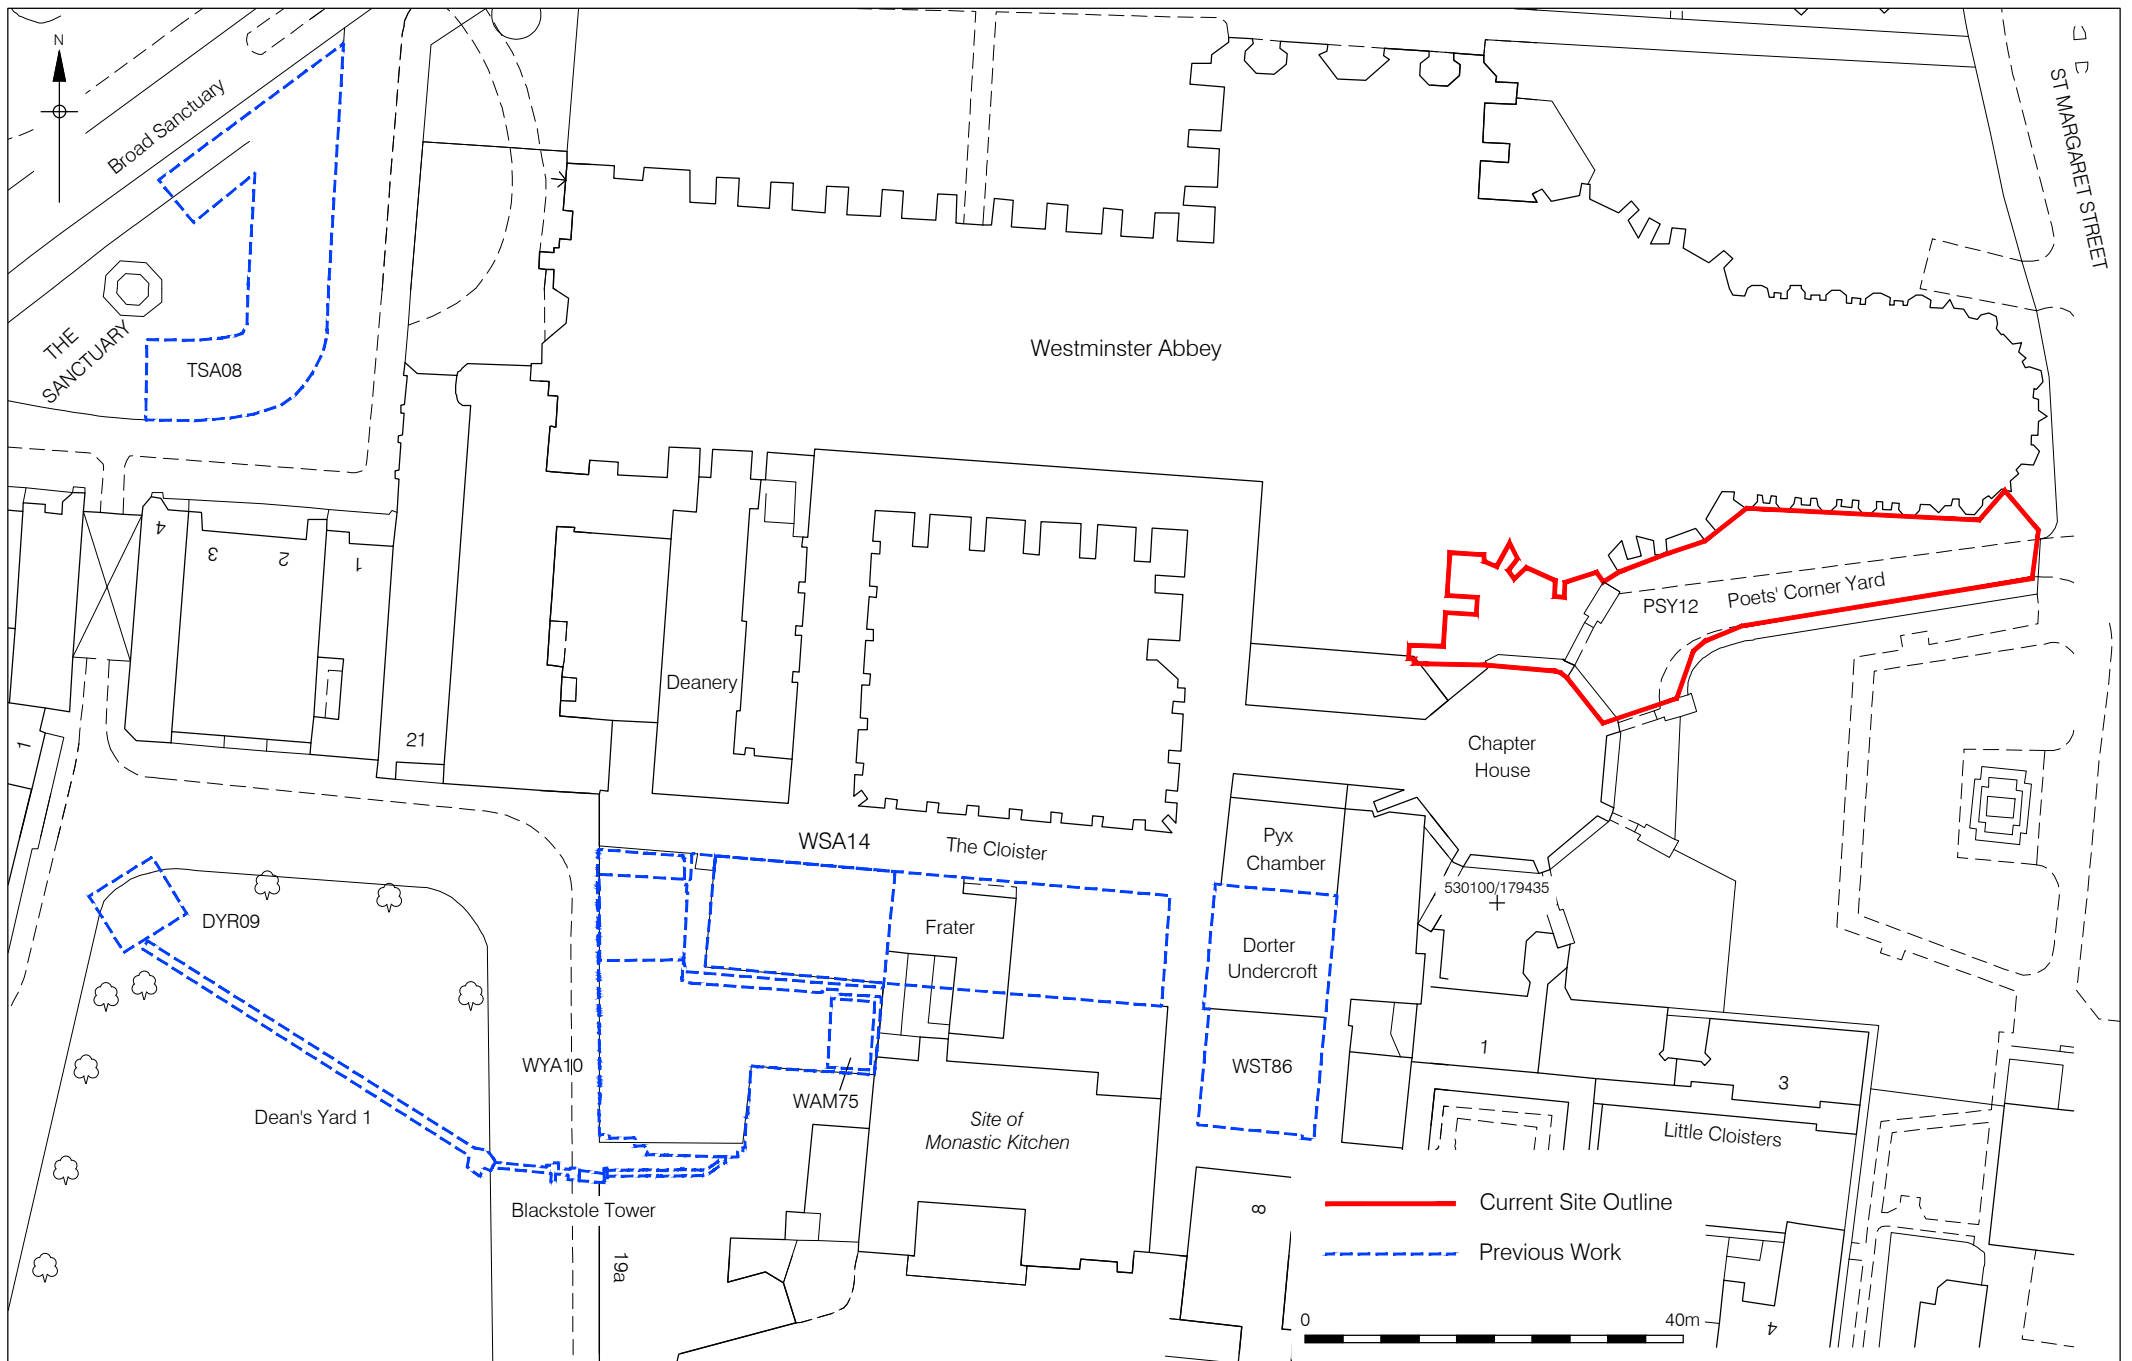 N
Broad Sanctuary
ST MARGARET STREET
THE
SANCTUARY
TSA08
Westminster Abbey
4
3
2
1
PSY12
Poets' Corner Yard
Deanery
21
1
Chapter
House
WSA14
The Cloister
Pyx
Chamber
530100/179435
DYR09
Frater
Dorter
Undercroft
WYA10
WST86
1
3
WAM75
Dean's Yard 1
Site of
Monastic Kitchen
Little Cloisters
Blackstole Tower
8
19a
Current Site Outline
Previous Work
0
40m
4